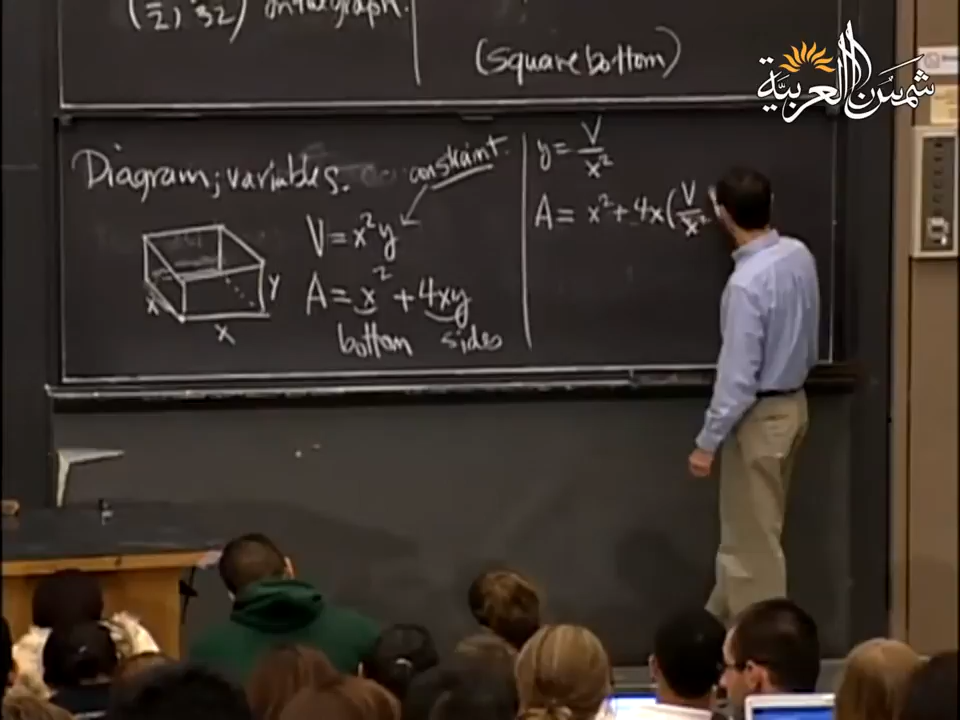 (square bottom)
شمس العربية
Diagram; variables.
constraint.
V = x²y
A = x² + 4xy
bottom sides
x
x
y
y = V/x²
A = x² + 4x(V/x²